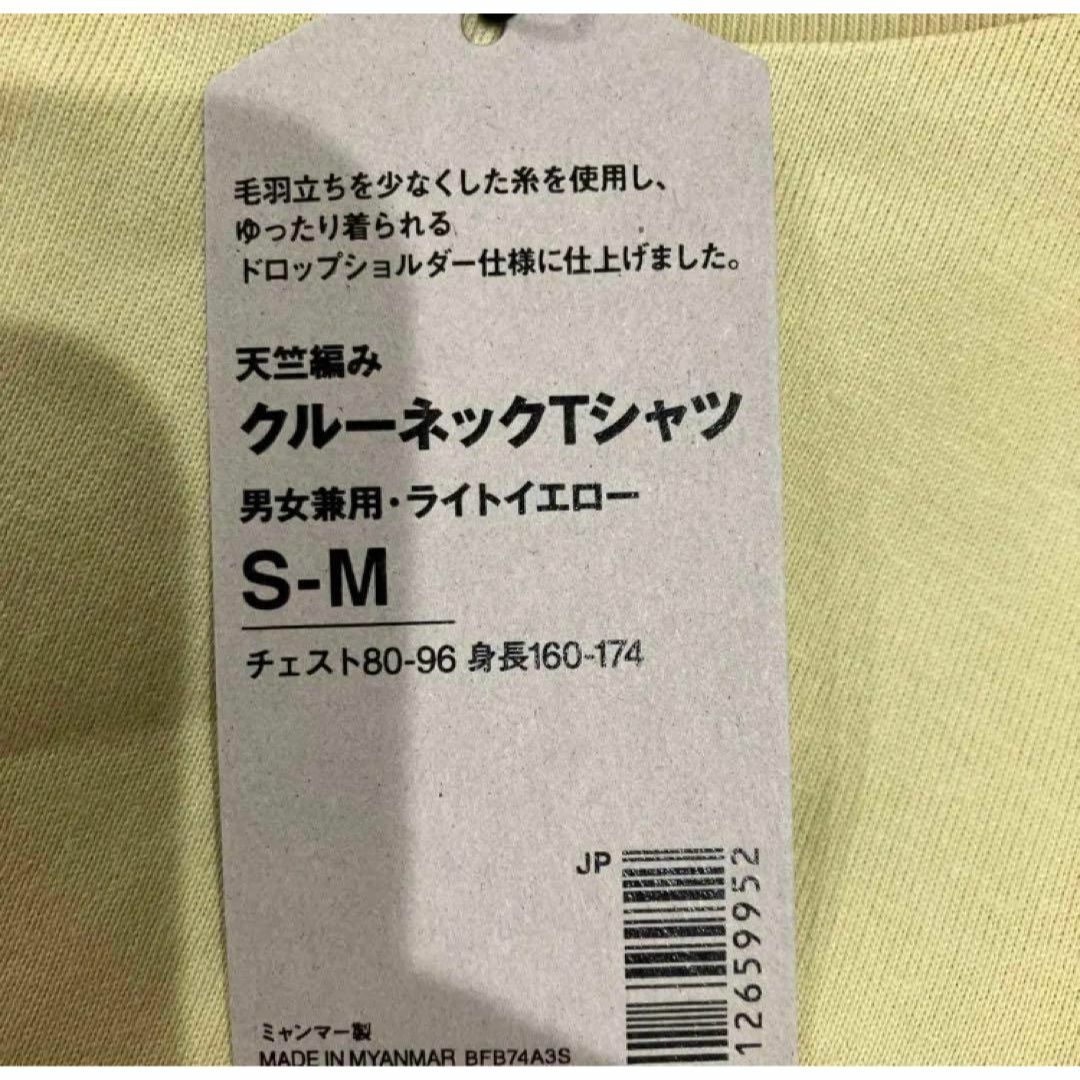 毛羽立ちを少なくした糸を使用し、
ゆったり着られる
ドロップショルダー仕様に仕上げました。
天竺編み
クルーネックTシャツ
男女兼用・ライトイエロー
S-M
チェスト80-96 身長160-174
JP
12659952
ミャンマー製
MADE IN MYANMAR BFB74A3S